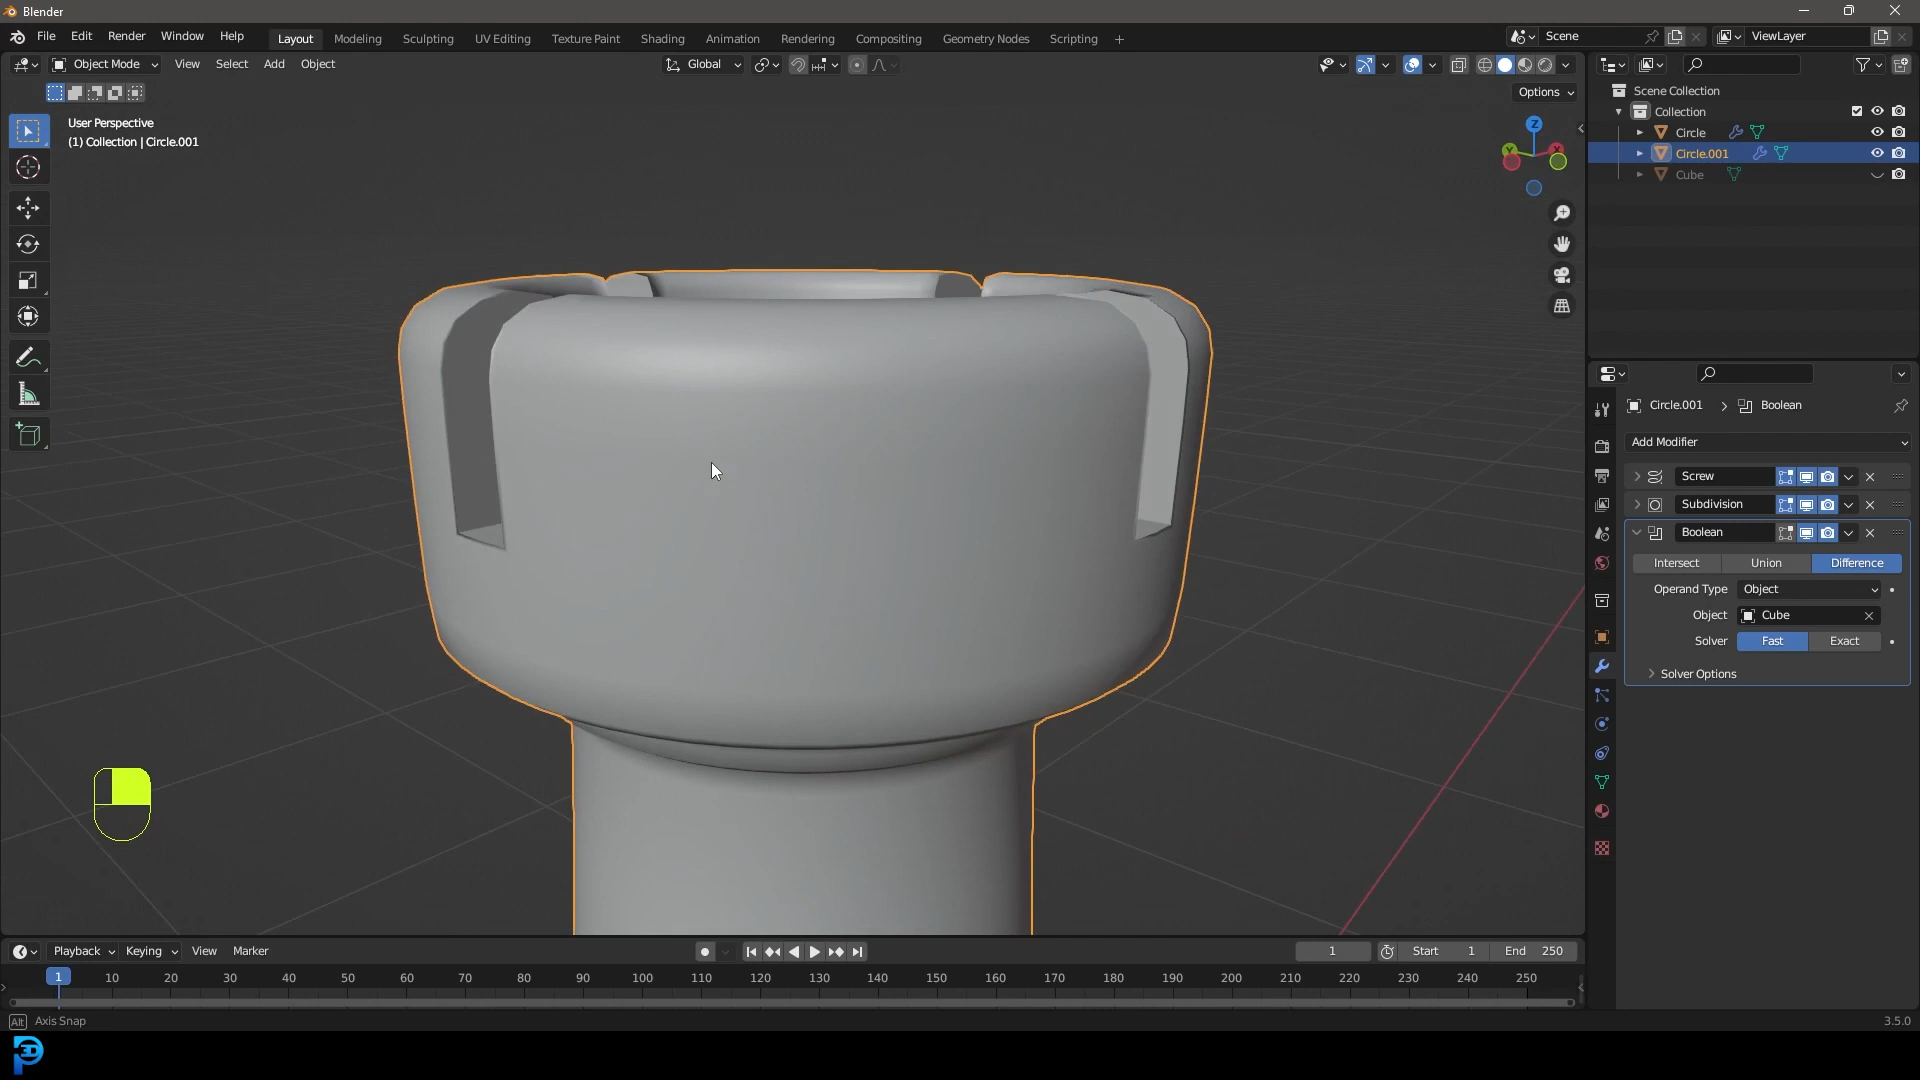 Blender
File Edit Render Window Help Layout Modeling Sculpting UV Editing Texture Paint Shading Animation Rendering Compositing Geometry Nodes Scripting + Scene ViewLayer
Object Mode View Select Add Object Global
Options
User Perspective
(1) Collection | Circle.001
Z
Scene Collection
Collection
Circle
Circle.001
Cube
Circle.001 > Boolean
Add Modifier
Screw
Subdivision
Boolean
Intersect Union Difference
Operand Type Object
Object Cube
Solver Fast Exact
Solver Options
Playback Keying View Marker 1 Start 1 End 250
1 10 20 30 40 50 60 70 80 90 100 110 120 130 140 150 160 170 180 190 200 210 220 230 240 250
Alt Axis Snap 3.5.0
P3D